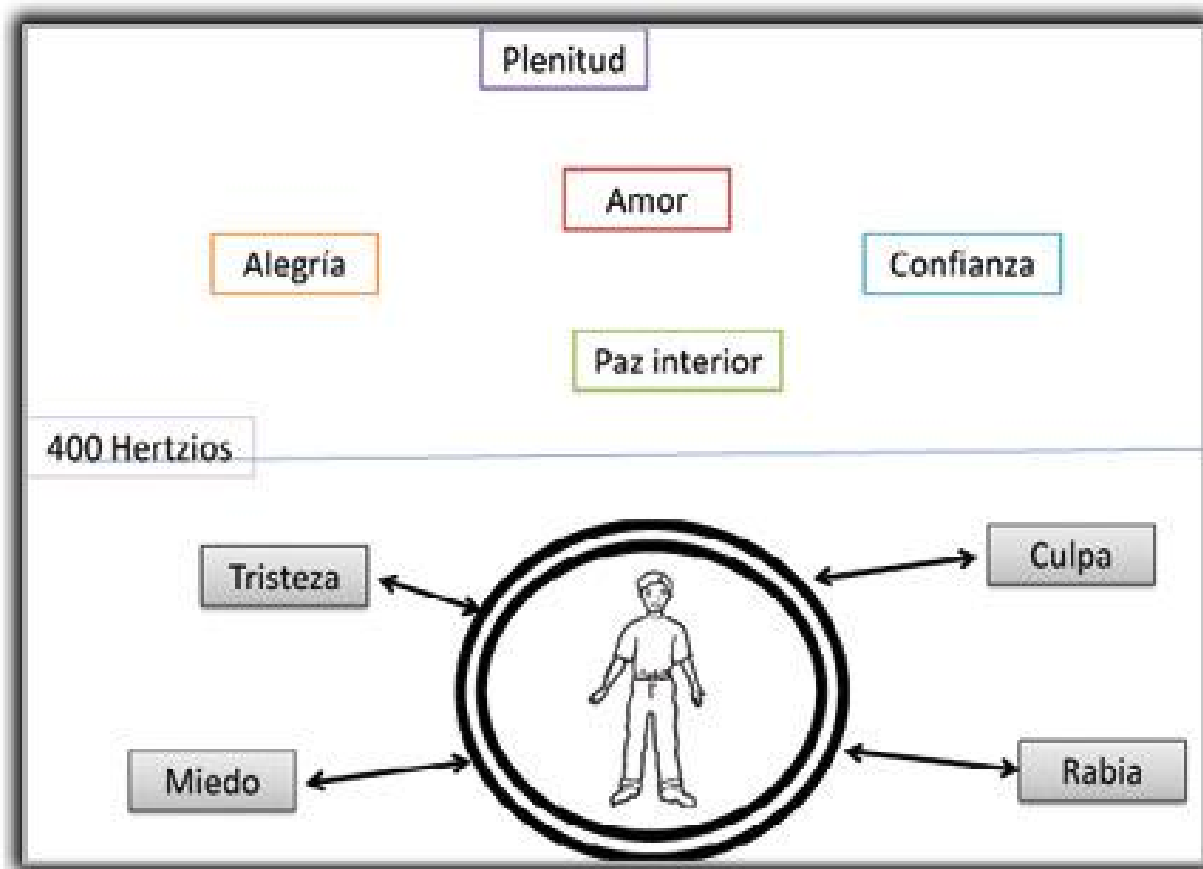 Plenitud
Amor
Alegría
Confianza
Paz interior
400 Hertzios
Tristeza
Culpa
Miedo
Rabia